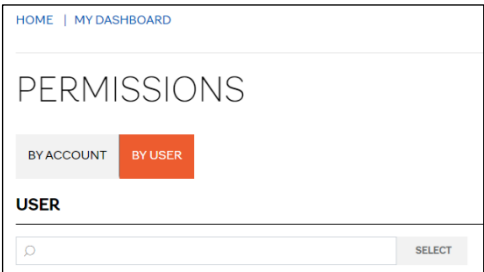 HOME | MY DASHBOARD
PERMISSIONS
BY ACCOUNT BY USER
USER
SELECT